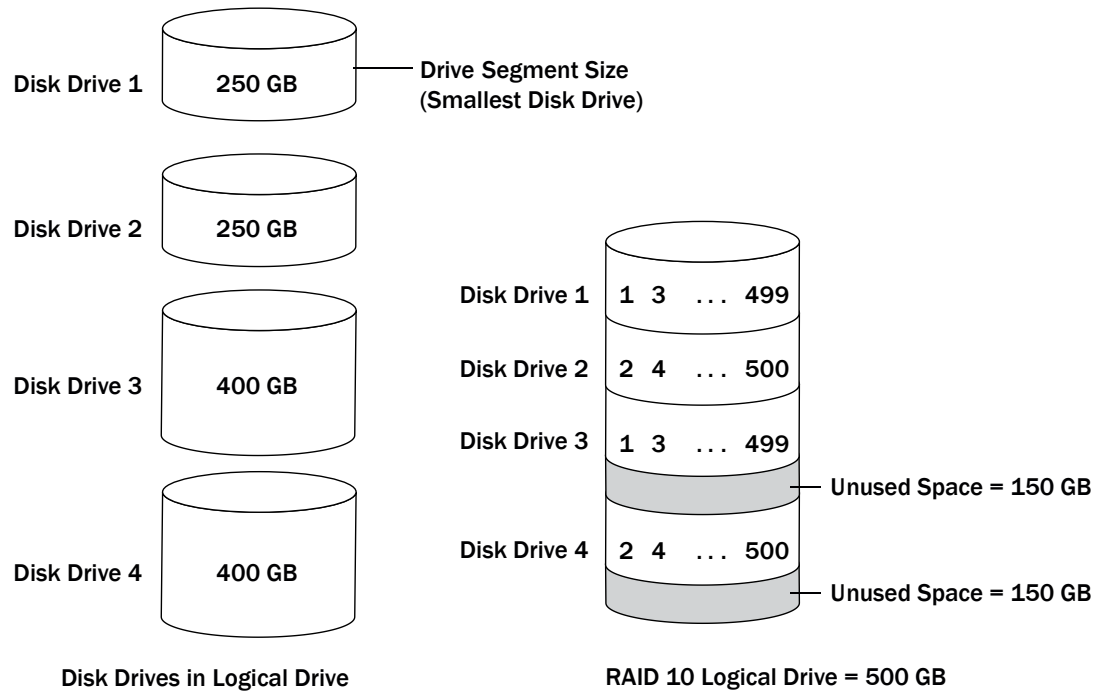 Disk Drive 1
250 GB
Drive Segment Size
(Smallest Disk Drive)
Disk Drive 2
250 GB
Disk Drive 3
400 GB
Disk Drive 4
400 GB
Disk Drives in Logical Drive
Disk Drive 1
1 3 ... 499
Disk Drive 2
2 4 ... 500
Disk Drive 3
1 3 ... 499
Unused Space = 150 GB
Disk Drive 4
2 4 ... 500
Unused Space = 150 GB
RAID 10 Logical Drive = 500 GB